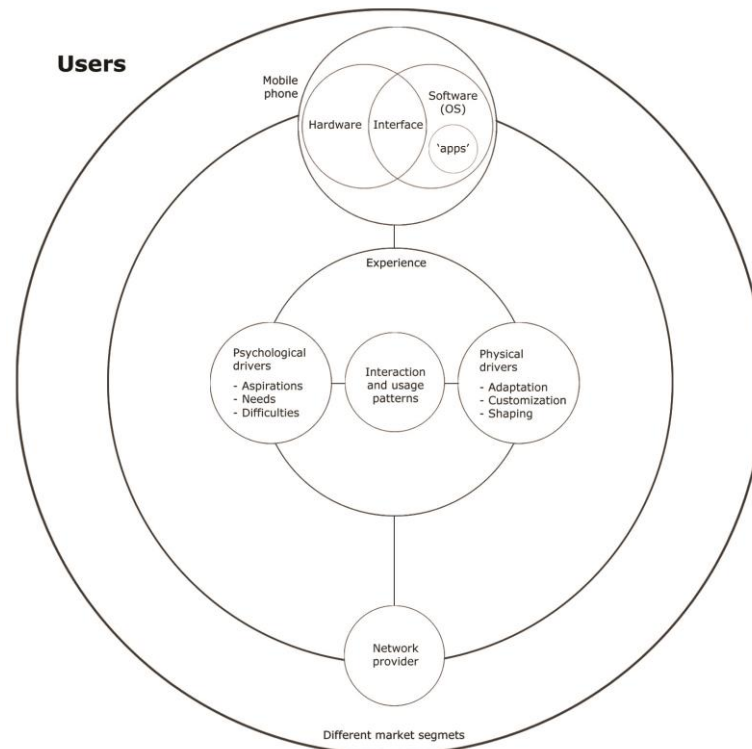 Users
Mobile
phone
Hardware
Interface
Software
(OS)
'apps'
Experience
Psychological
drivers
- Aspirations
- Needs
- Difficulties
Interaction
and usage
patterns
Physical
drivers
- Adaptation
- Customization
- Shaping
Network
provider
Different market segmets